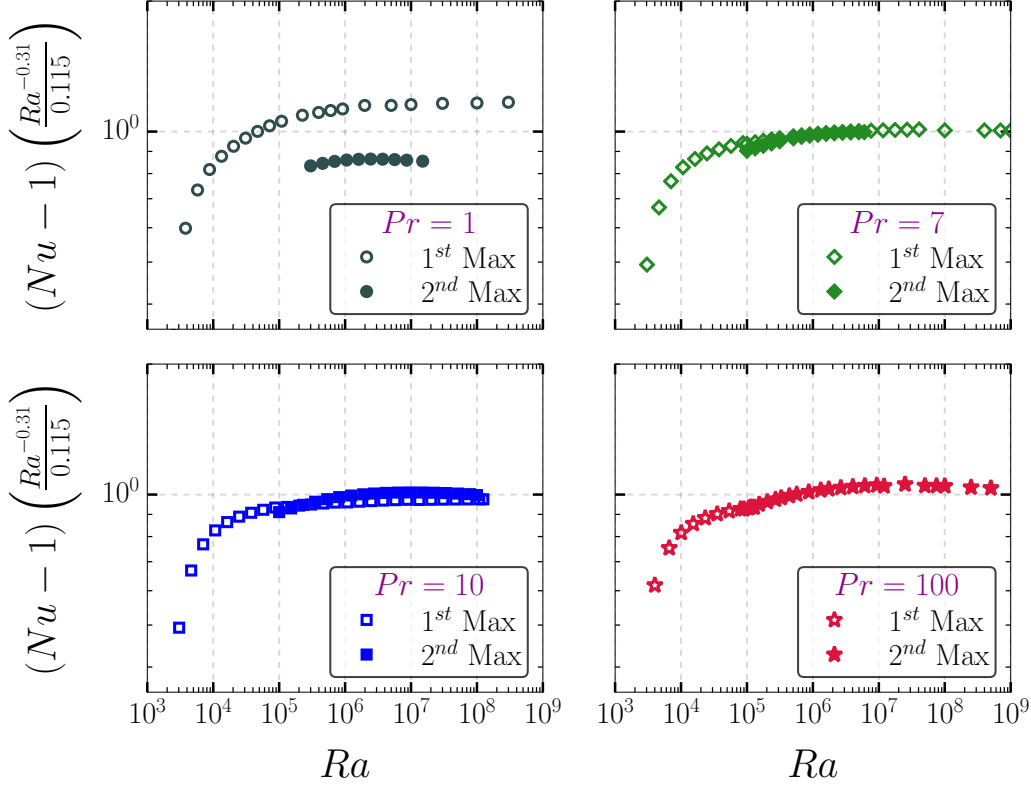 (Nu − 1) (Ra^−0.31 / 0.115)
10^0
Pr = 1
1^st Max
2^nd Max
Pr = 7
1^st Max
2^nd Max
(Nu − 1) (Ra^−0.31 / 0.115)
10^0
Pr = 10
1^st Max
2^nd Max
Pr = 100
1^st Max
2^nd Max
10^3 10^4 10^5 10^6 10^7 10^8 10^9
10^3 10^4 10^5 10^6 10^7 10^8 10^9
Ra
Ra